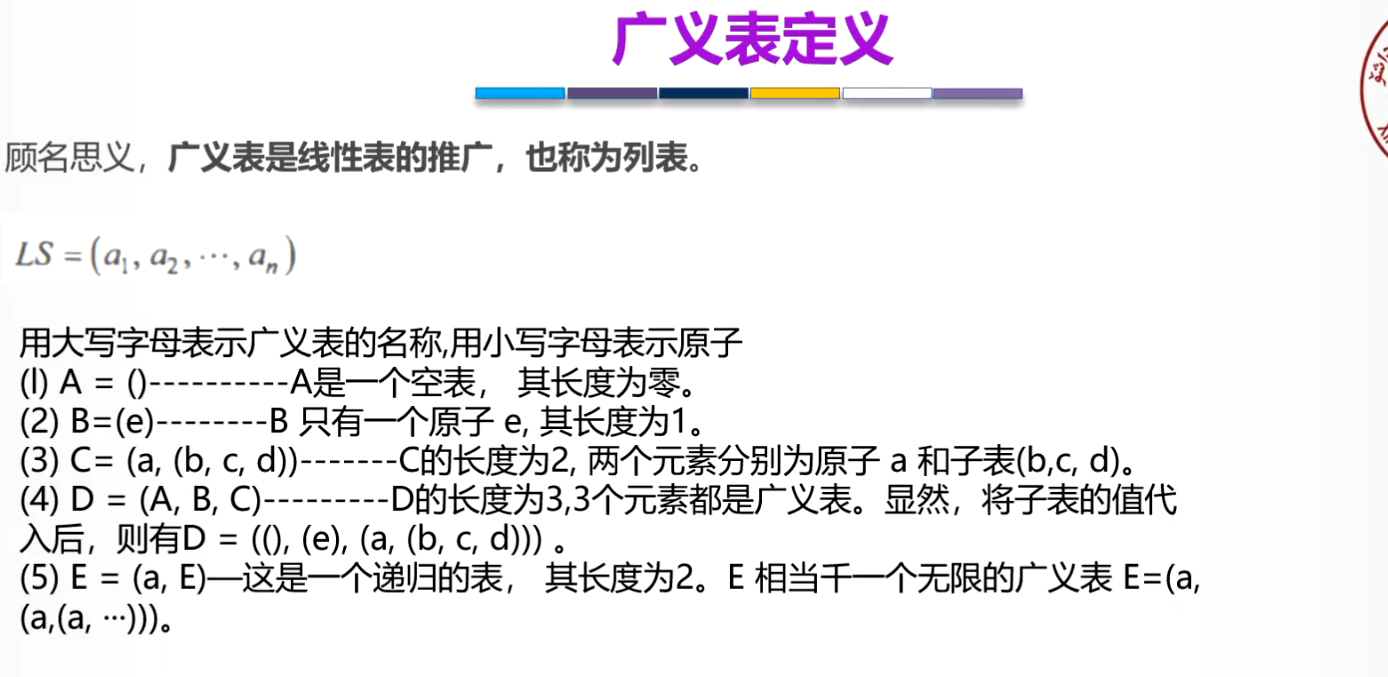 广义表定义
顾名思义，广义表是线性表的推广，也称为列表。
LS = (a₁, a₂, ⋯, aₙ)
用大写字母表示广义表的名称,用小写字母表示原子
(l) A = ()----------A是一个空表， 其长度为零。
(2) B=(e)--------B 只有一个原子 e, 其长度为1。
(3) C= (a, (b, c, d))-------C的长度为2, 两个元素分别为原子 a 和子表(b,c, d)。
(4) D = (A, B, C)---------D的长度为3,3个元素都是广义表。显然，将子表的值代
入后，则有D = ((), (e), (a, (b, c, d))) 。
(5) E = (a, E)—这是一个递归的表， 其长度为2。E 相当千一个无限的广义表 E=(a,
(a,(a, ···)))。